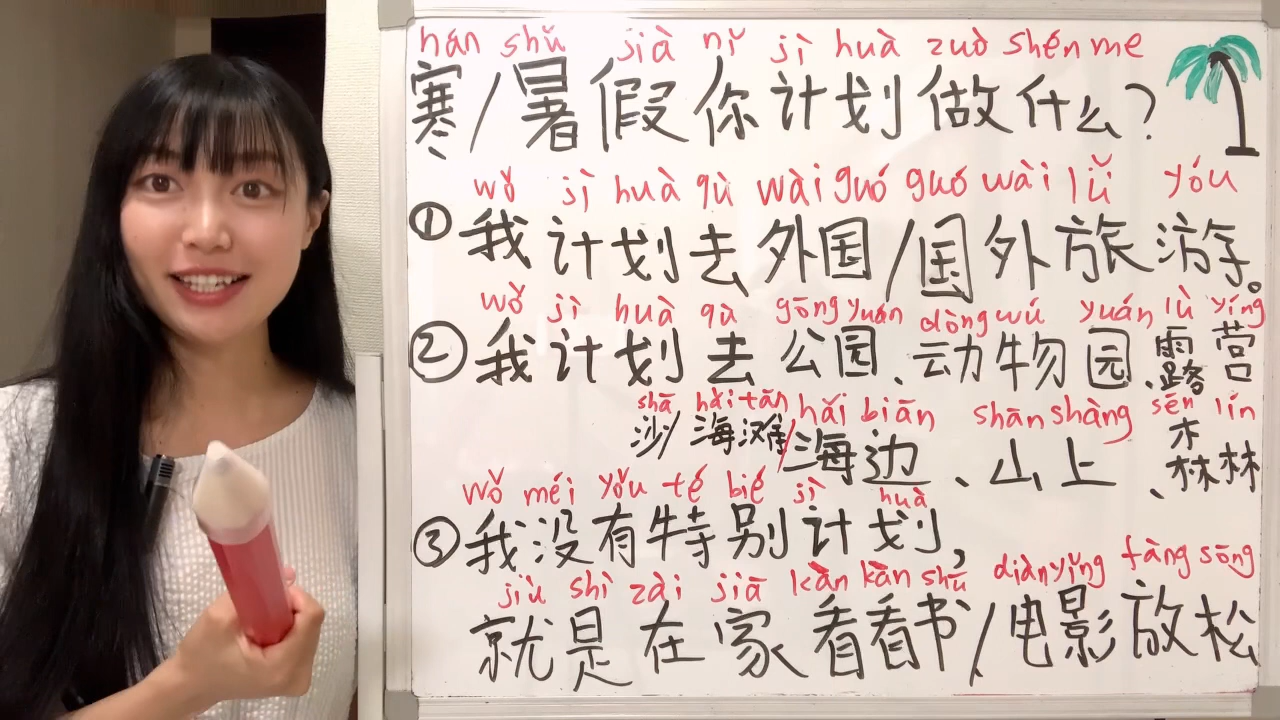 hán shǔ jià nǐ jì huà zuò shén me
寒/暑假你计划做什么?
wǒ jì huà qù wài guó guó wài lǚ yóu
①我计划去外国/国外旅游。
wǒ jì huà qù gōng yuán dòng wú yuán lù yíng
②我计划去公园、动物园、露营
shā hǎi tān hǎi biān shān shàng sēn lín
沙/海滩/海边、山上、森林
wǒ méi yǒu té bié jì huà
③我没有特别计划,
jiù shì zài jiā kàn kàn shū diàn yǐng fàng sōng
就是在家看看书/电影放松